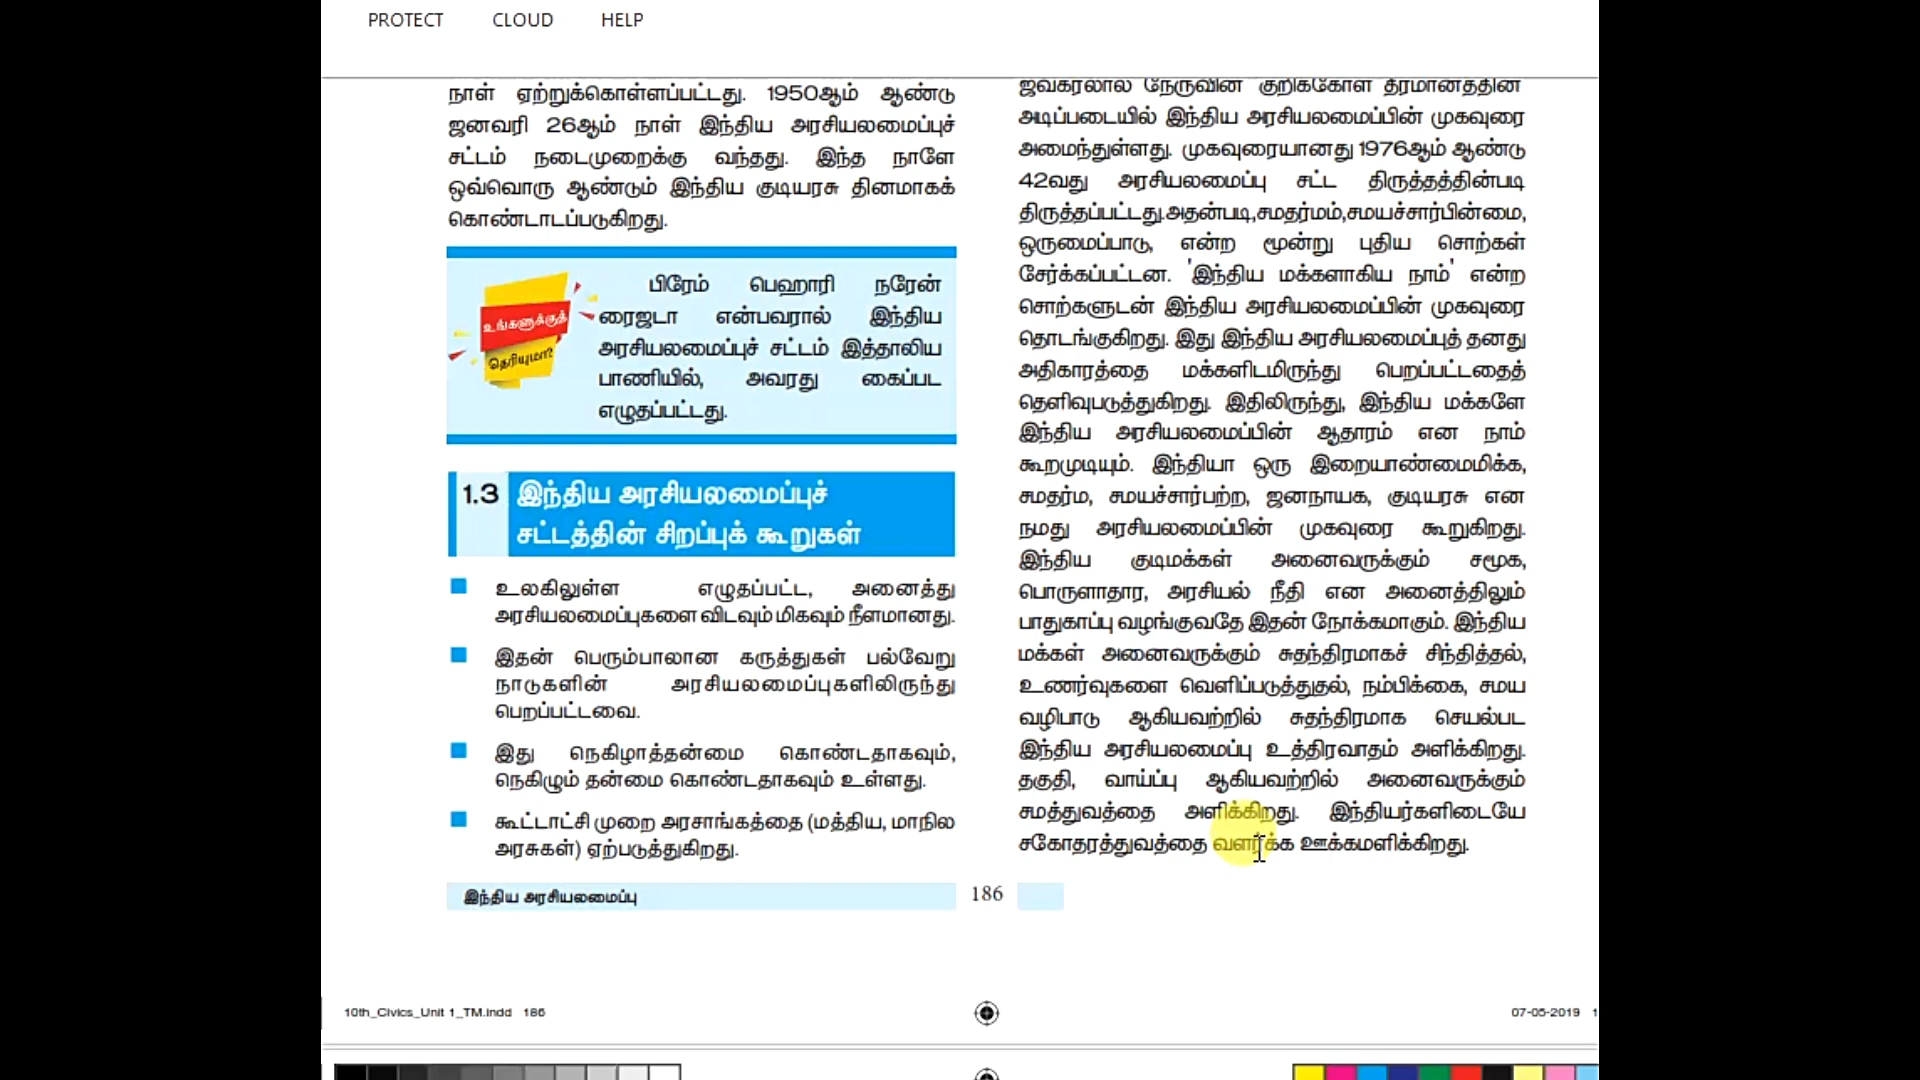 PROTECT CLOUD HELP
நாள் ஏற்றுக்கொள்ளப்பட்டது. 1950ஆம் ஆண்டு
ஜனவரி 26ஆம் நாள் இந்திய அரசியலமைப்புச்
சட்டம் நடைமுறைக்கு வந்தது. இந்த நாளே
ஒவ்வொரு ஆண்டும் இந்திய குடியரசு தினமாகக்
கொண்டாடப்படுகிறது.
உங்களுக்குத்
தெரியுமா?
பிரேம் பெஹாரி நரேன்
ரைஜடா என்பவரால் இந்திய
அரசியலமைப்புச் சட்டம் இத்தாலிய
பாணியில், அவரது கைப்பட
எழுதப்பட்டது.
1.3 இந்திய அரசியலமைப்புச்
சட்டத்தின் சிறப்புக் கூறுகள்
உலகிலுள்ள எழுதப்பட்ட, அனைத்து
அரசியலமைப்புகளை விடவும் மிகவும் நீளமானது.
இதன் பெரும்பாலான கருத்துகள் பல்வேறு
நாடுகளின் அரசியலமைப்புகளிலிருந்து
பெறப்பட்டவை.
இது நெகிழாத்தன்மை கொண்டதாகவும்,
நெகிழும் தன்மை கொண்டதாகவும் உள்ளது.
கூட்டாட்சி முறை அரசாங்கத்தை (மத்திய, மாநில
அரசுகள்) ஏற்படுத்துகிறது.
ஜவகர்லால் நேருவின் குறிக்கோள் தீர்மானத்தின்
அடிப்படையில் இந்திய அரசியலமைப்பின் முகவுரை
அமைந்துள்ளது. முகவுரையானது 1976ஆம் ஆண்டு
42வது அரசியலமைப்பு சட்ட திருத்தத்தின்படி
திருத்தப்பட்டது.அதன்படி,சமதர்மம்,சமயச்சார்பின்மை,
ஒருமைப்பாடு, என்ற மூன்று புதிய சொற்கள்
சேர்க்கப்பட்டன. 'இந்திய மக்களாகிய நாம்' என்ற
சொற்களுடன் இந்திய அரசியலமைப்பின் முகவுரை
தொடங்குகிறது. இது இந்திய அரசியலமைப்புத் தனது
அதிகாரத்தை மக்களிடமிருந்து பெறப்பட்டதைத்
தெளிவுபடுத்துகிறது. இதிலிருந்து, இந்திய மக்களே
இந்திய அரசியலமைப்பின் ஆதாரம் என நாம்
கூறமுடியும். இந்தியா ஒரு இறையாண்மைமிக்க,
சமதர்ம, சமயச்சார்பற்ற, ஜனநாயக, குடியரசு என
நமது அரசியலமைப்பின் முகவுரை கூறுகிறது.
இந்திய குடிமக்கள் அனைவருக்கும் சமூக,
பொருளாதார, அரசியல் நீதி என அனைத்திலும்
பாதுகாப்பு வழங்குவதே இதன் நோக்கமாகும். இந்திய
மக்கள் அனைவருக்கும் சுதந்திரமாகச் சிந்தித்தல்,
உணர்வுகளை வெளிப்படுத்துதல், நம்பிக்கை, சமய
வழிபாடு ஆகியவற்றில் சுதந்திரமாக செயல்பட
இந்திய அரசியலமைப்பு உத்திரவாதம் அளிக்கிறது.
தகுதி, வாய்ப்பு ஆகியவற்றில் அனைவருக்கும்
சமத்துவத்தை அளிக்கிறது. இந்தியர்களிடையே
சகோதரத்துவத்தை வளர்க்க ஊக்கமளிக்கிறது.
இந்திய அரசியலமைப்பு 186
10th_Civics_Unit 1_TM.indd 186 07-05-2019 1